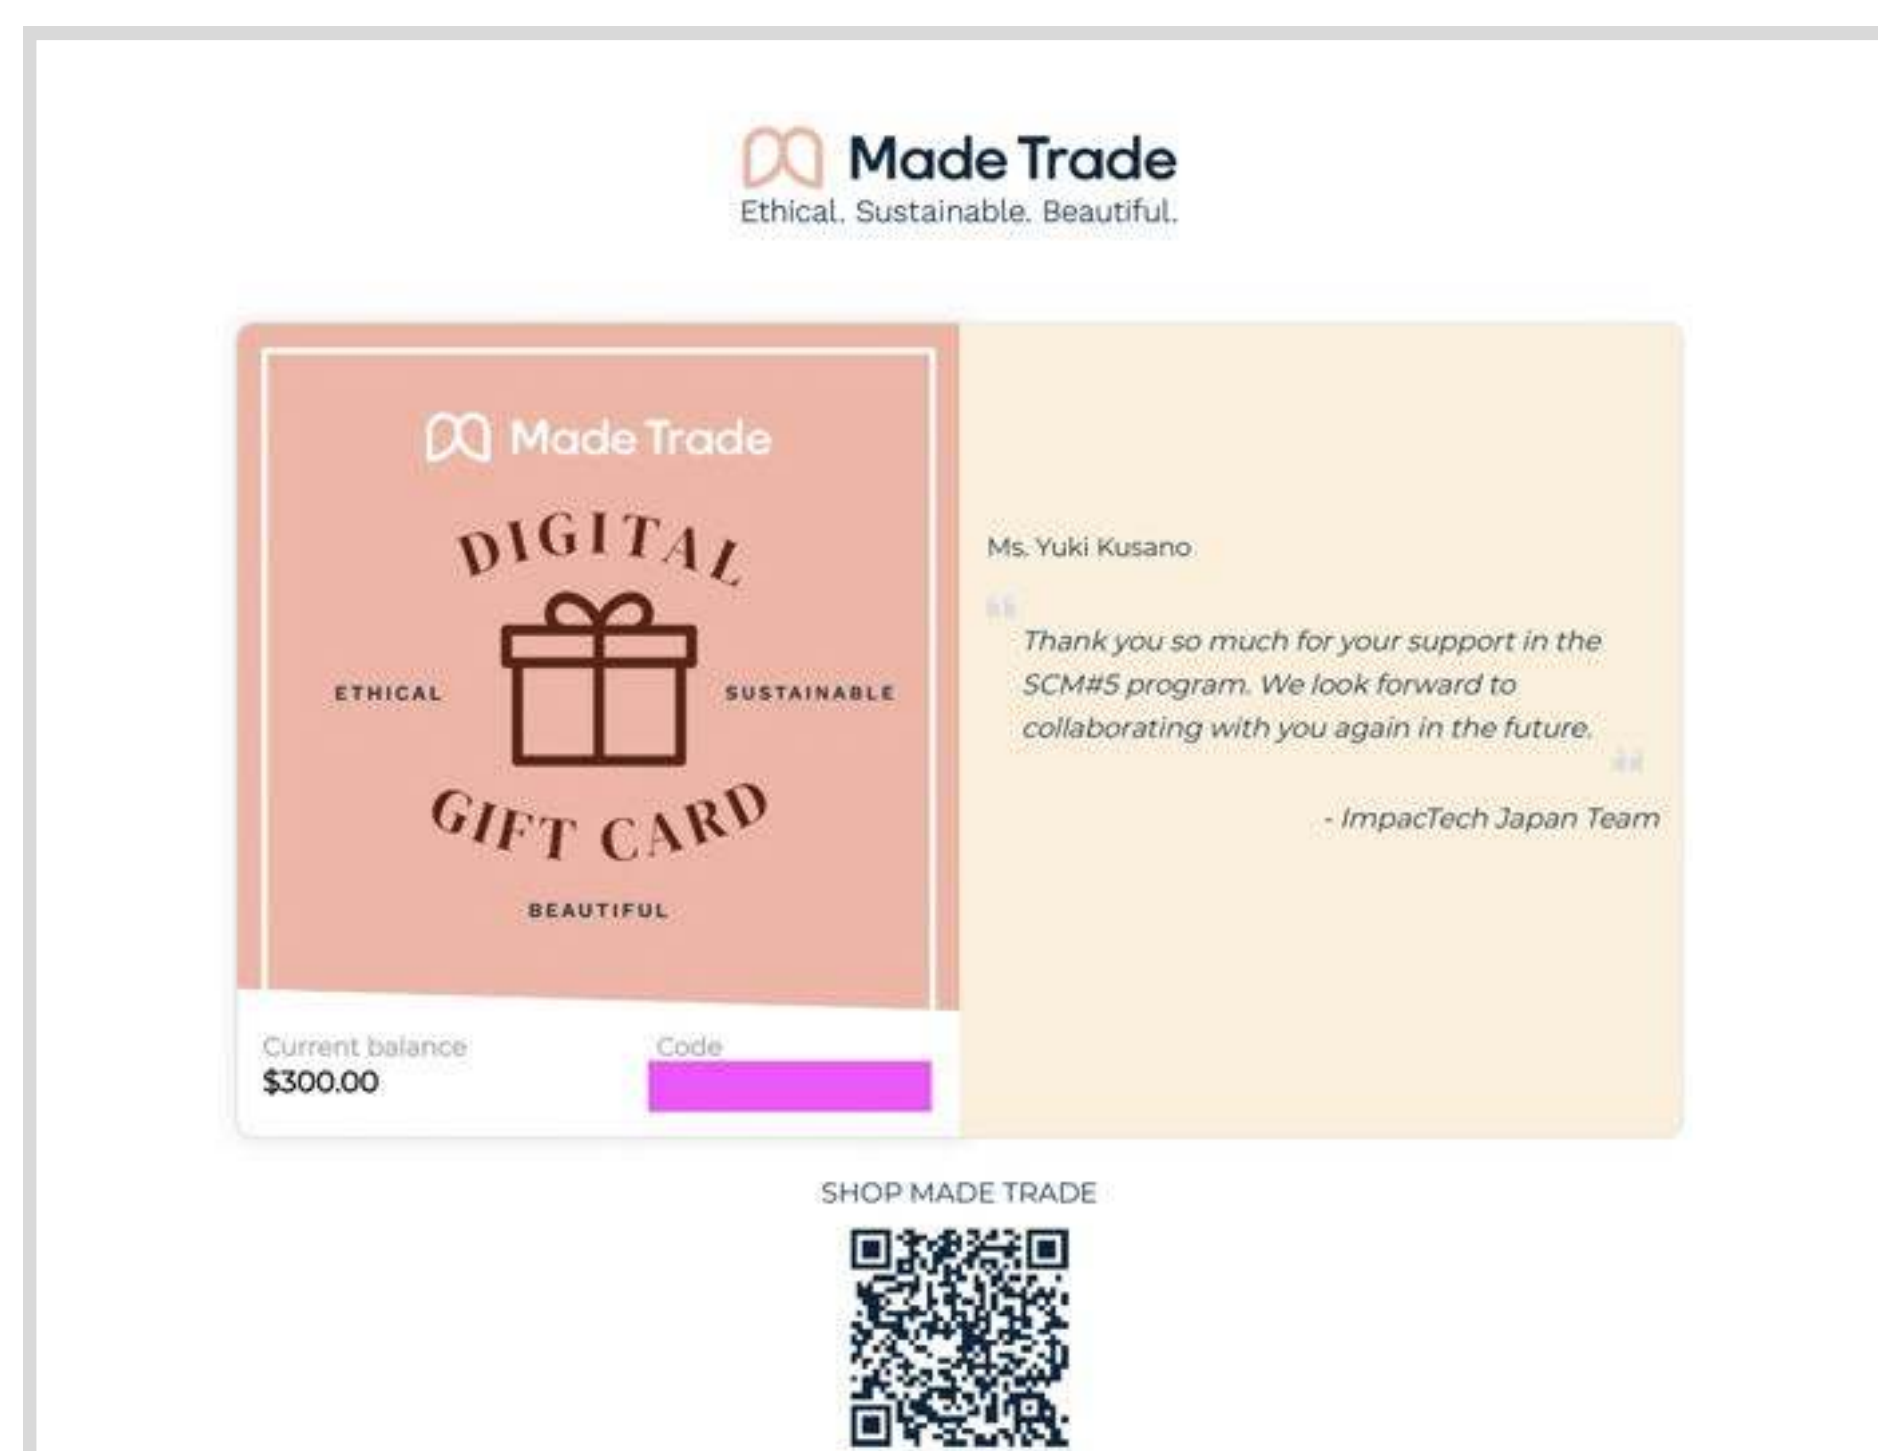 Made Trade
Ethical. Sustainable. Beautiful.
Made Trade
DIGITAL
ETHICAL
SUSTAINABLE
GIFT CARD
BEAUTIFUL
Current balance
$300.00
Code
Ms. Yuki Kusano
“
Thank you so much for your support in the
SCM#5 program. We look forward to
collaborating with you again in the future.
“
- ImpacTech Japan Team
SHOP MADE TRADE